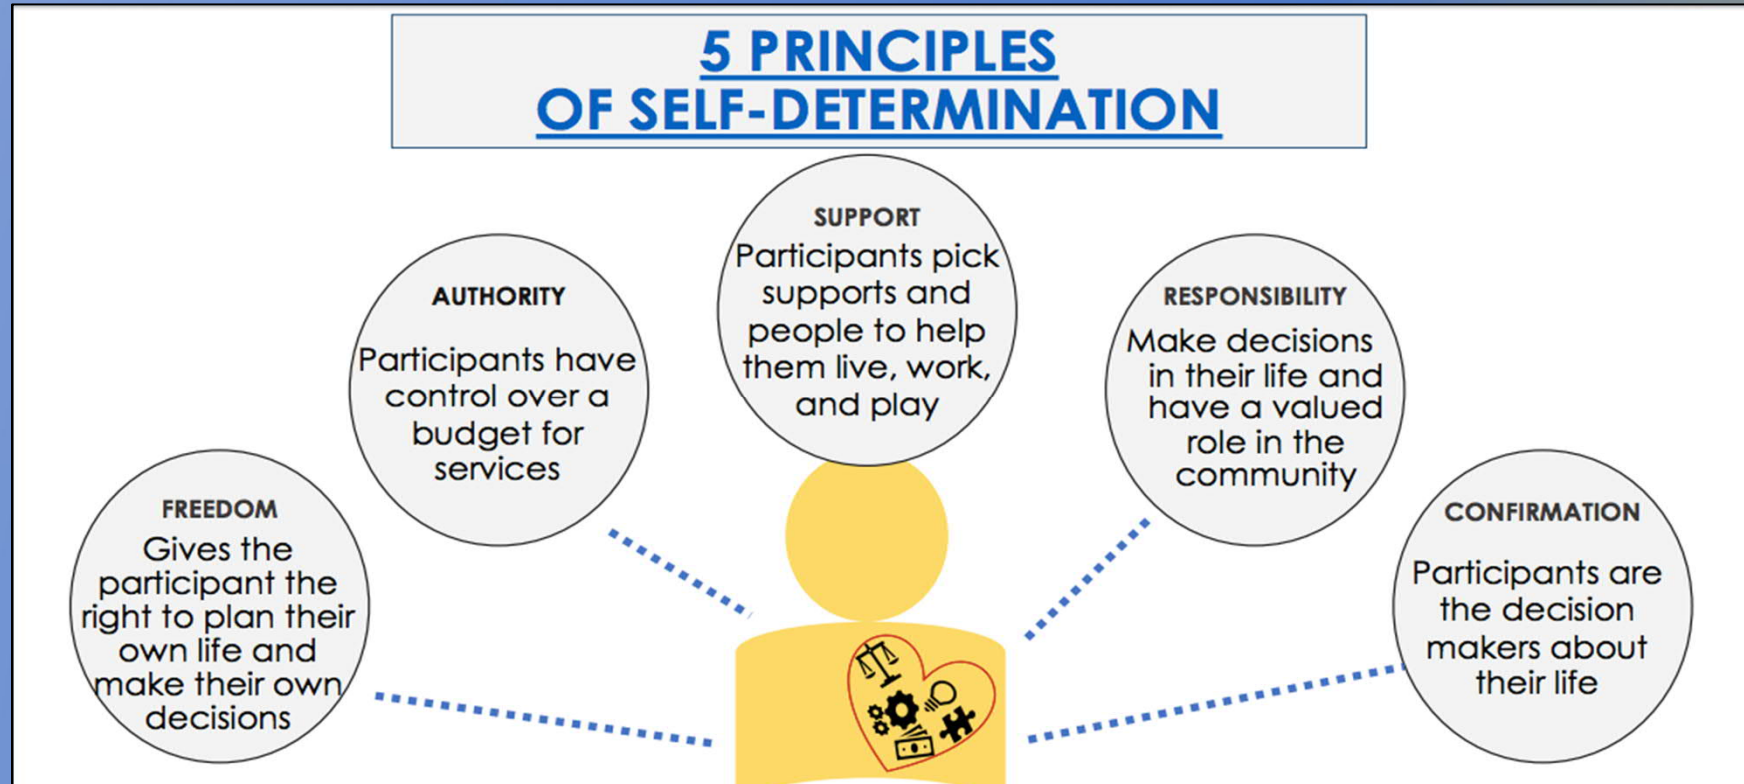 5 PRINCIPLES
OF SELF-DETERMINATION
FREEDOM
Gives the
participant the
right to plan their
own life and
make their own
decisions
AUTHORITY
Participants have
control over a
budget for
services
SUPPORT
Participants pick
supports and
people to help
them live, work,
and play
RESPONSIBILITY
Make decisions
in their life and
have a valued
role in the
community
CONFIRMATION
Participants are
the decision
makers about
their life